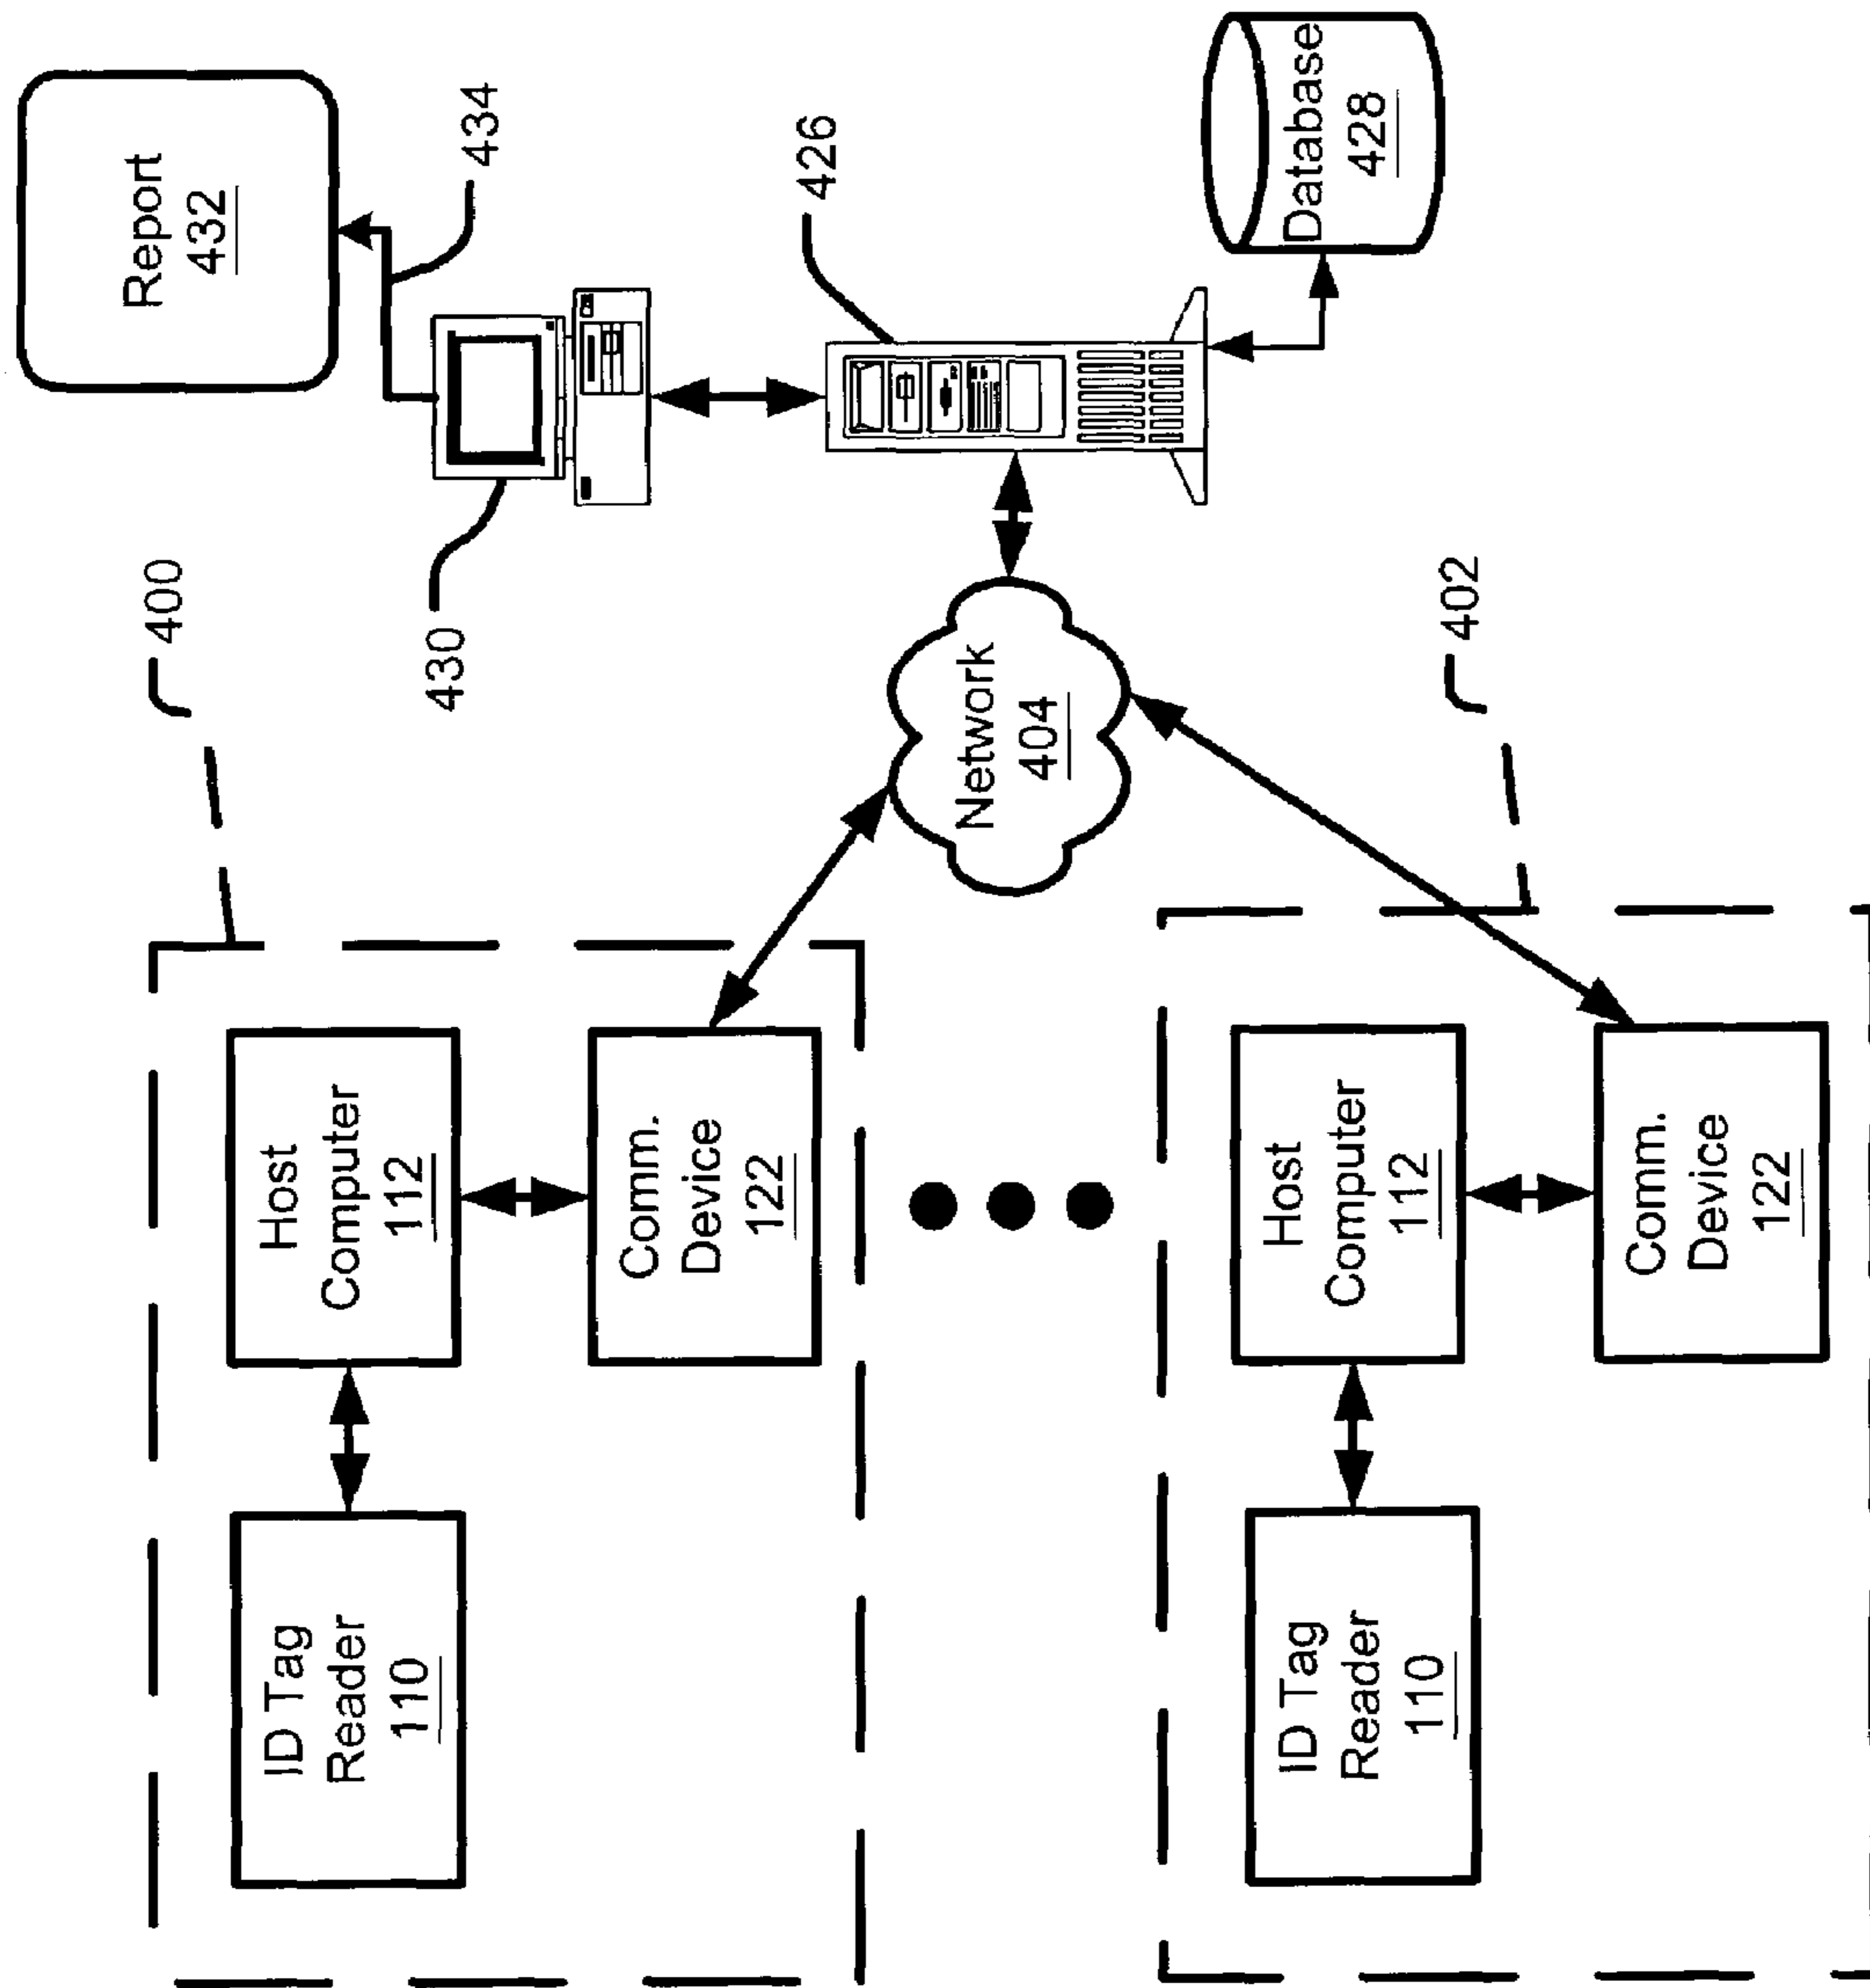 400
ID Tag
Reader
110
Host
Computer
112
Comm.
Device
122
Report
432
434
430
426
Network
404
Database
428
402
ID Tag
Reader
110
Host
Computer
112
Comm.
Device
122